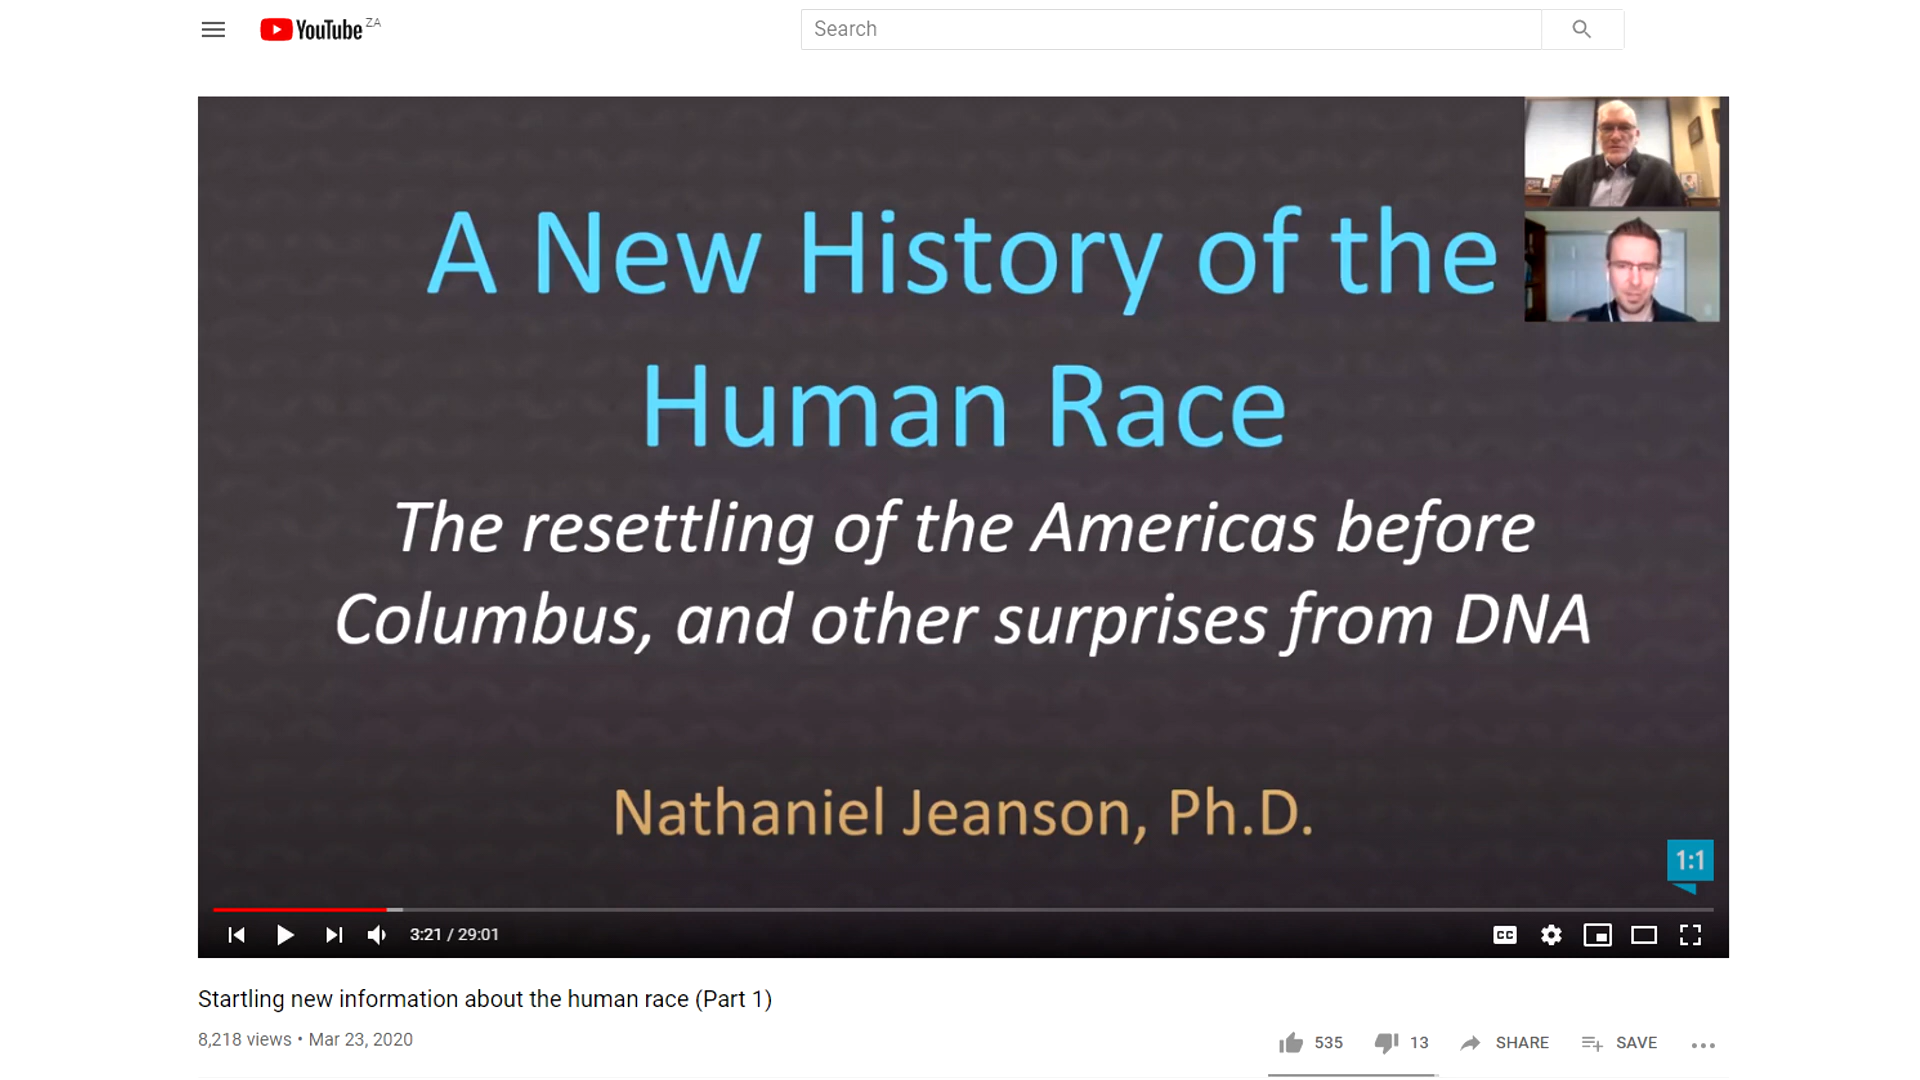 YouTube ZA
Search
A New History of the
Human Race
The resettling of the Americas before
Columbus, and other surprises from DNA
Nathaniel Jeanson, Ph.D.
1:1
3:21 / 29:01
CC
Startling new information about the human race (Part 1)
8,218 views • Mar 23, 2020
535
13
SHARE
SAVE